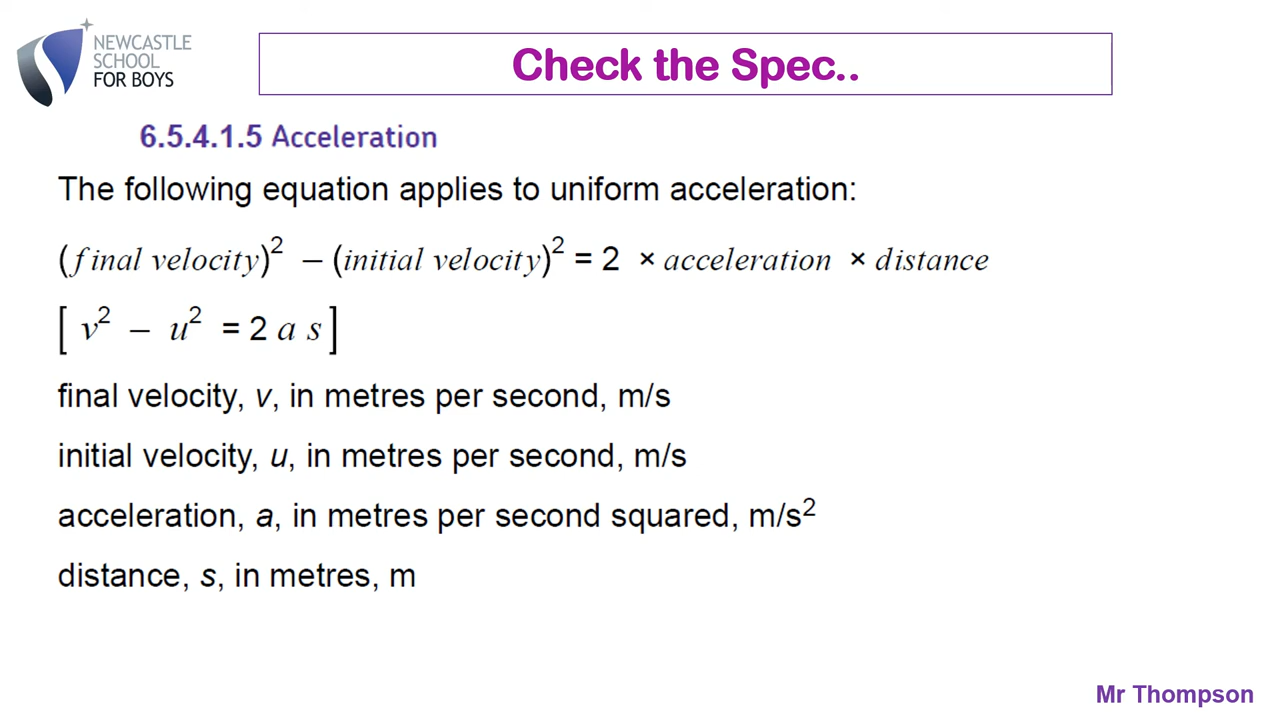 NEWCASTLE
SCHOOL
FOR BOYS
Check the Spec..
6.5.4.1.5 Acceleration
The following equation applies to uniform acceleration:
(final velocity)² – (initial velocity)² = 2 × acceleration × distance
[ v² – u² = 2 a s ]
final velocity, v, in metres per second, m/s
initial velocity, u, in metres per second, m/s
acceleration, a, in metres per second squared, m/s²
distance, s, in metres, m
Mr Thompson